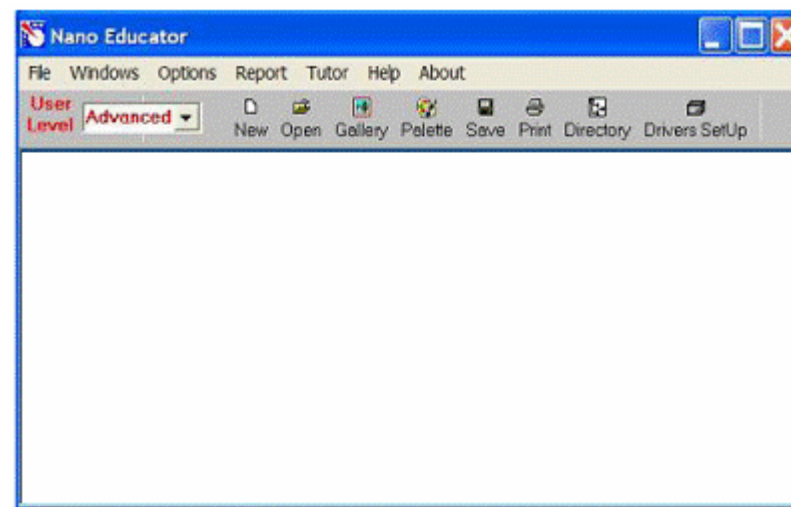 Nano Educator
File Windows Options Report Tutor Help About
User Level Advanced
New Open Gallery Palette Save Print Directory Drivers SetUp